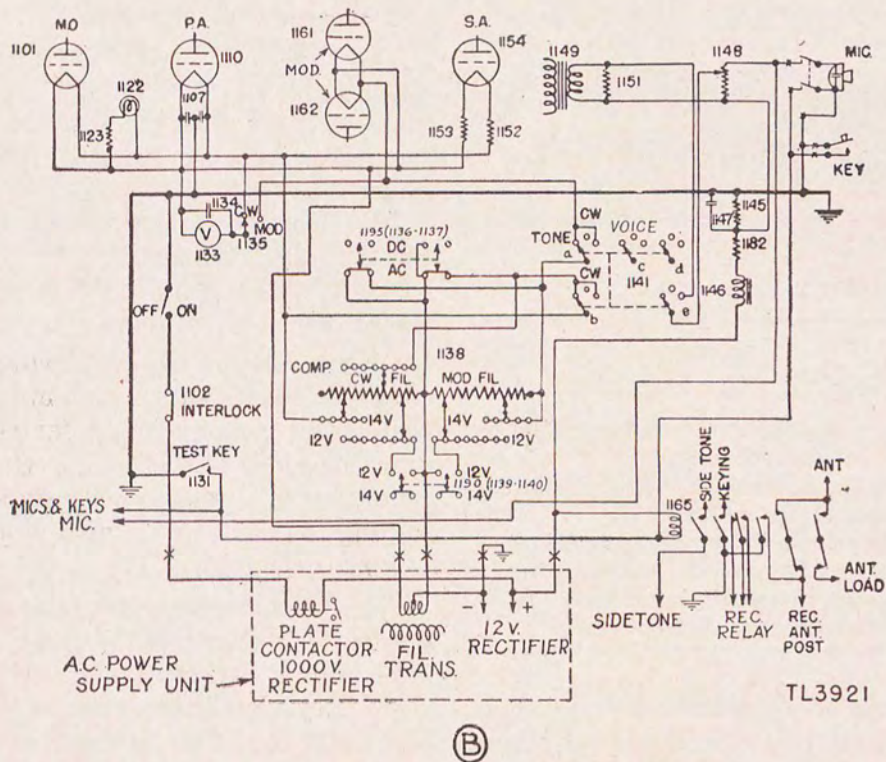 M.O
P.A.
1161
S.A.
1101
1110
1154
1149
1148
MIC.
1122
MOD.
1107
1151
1123
1162
1153
1152
KEY
1134
C.W
MOD
1133
1135
1195(1136-1137)
DC
AC
CW
VOICE
TONE
a
c
d
1147
1145
1182
CW
1141
1146
b
e
OFF
ON
1138
COMP.
CW
FIL
MOD FIL
1102
INTERLOCK
14V
14V
12V
12V
TEST KEY
1131
12V
12V
1190 (1139-1140)
14V
14V
SIDE TONE
KEYING
ANT
MICS.& KEYS
MIC.
1165
ANT.
LOAD
- +
SIDETONE
REC.
RELAY
REC.
ANT.
POST
PLATE
CONTACTOR
1000 V.
RECTIFIER
FIL.
TRANS.
12 V.
RECTIFIER
A.C. POWER
SUPPLY UNIT
TL3921
B